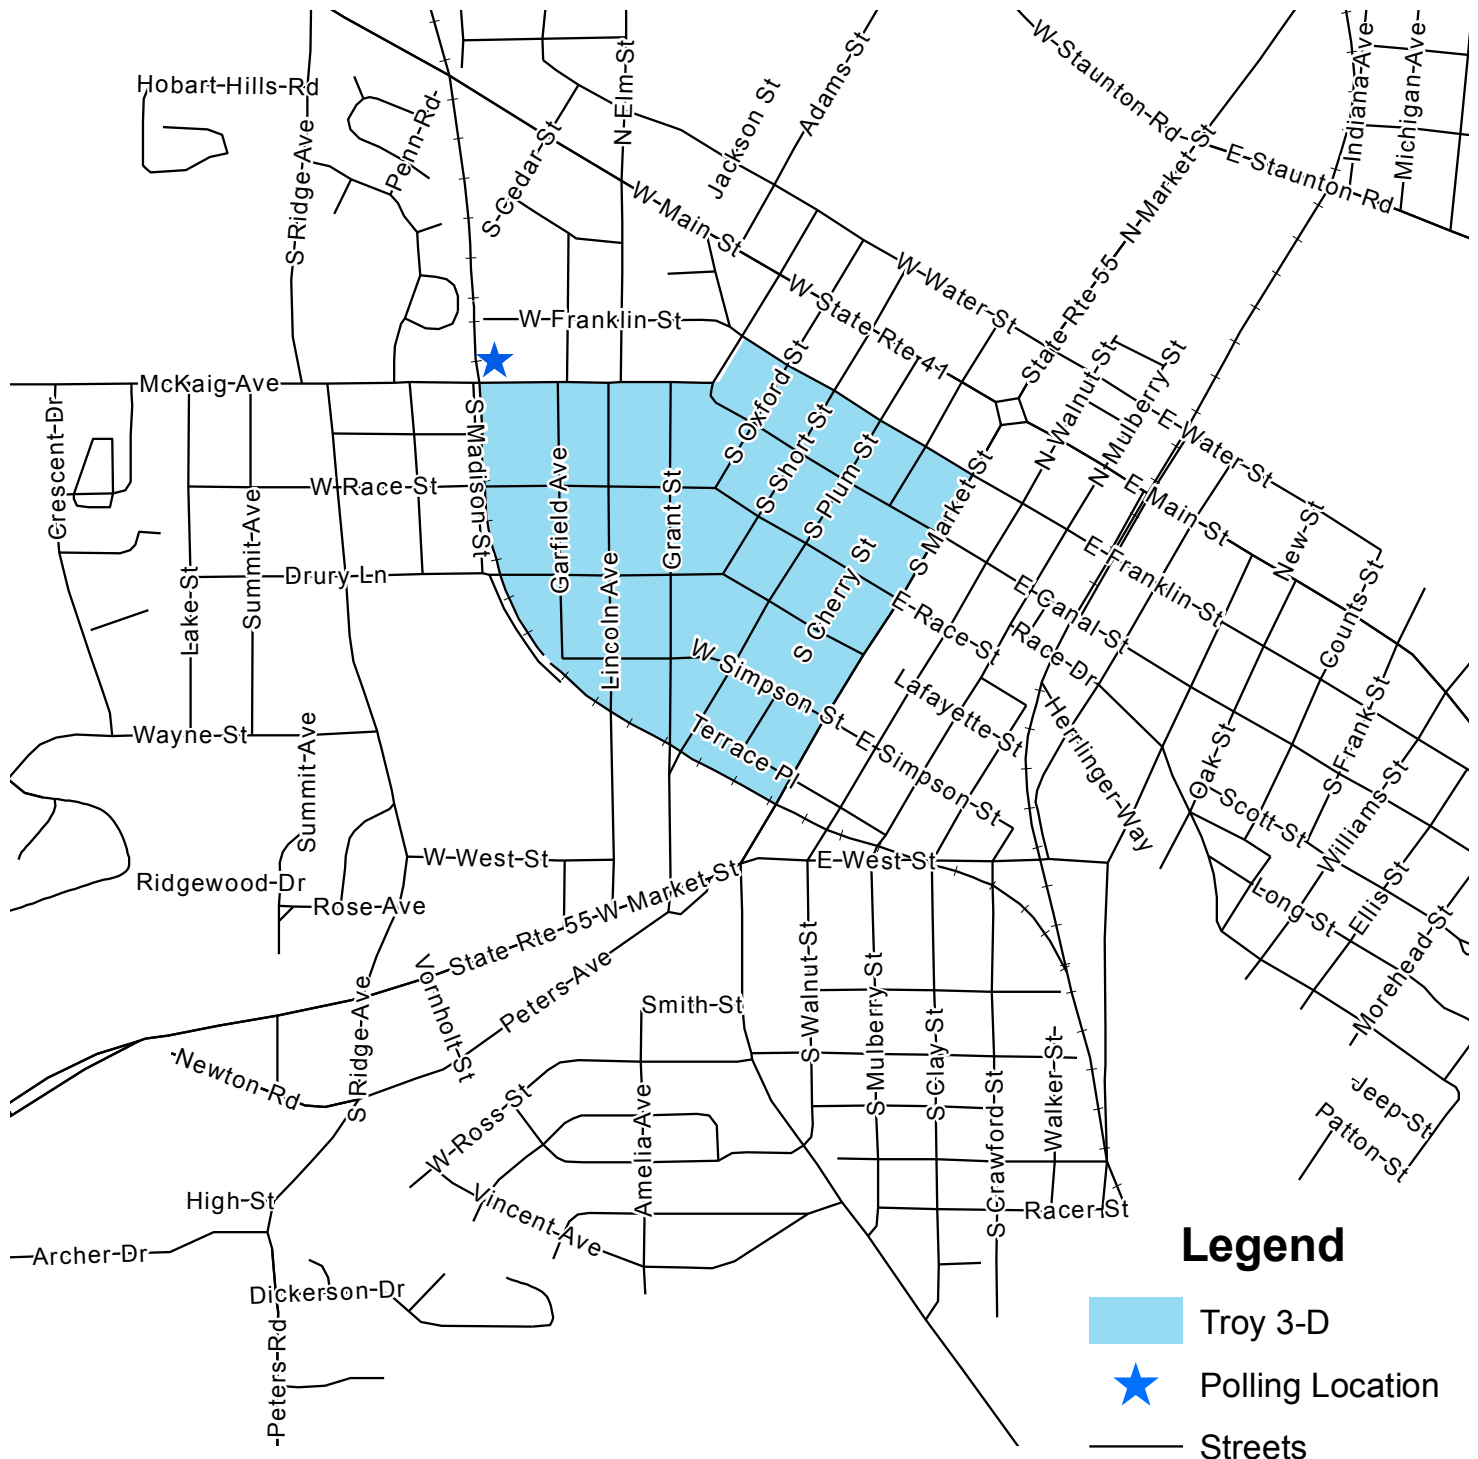 W-Staunton-Rd
Indiana-Ave
Michigan-Ave
Adams-St
Hobart-Hills-Rd
N-Elm-St
Jackson St
Penn-Rd
S-Cedar-St
S-Ridge-Ave
N-Market-St
E-Staunton-Rd
W-Main-St
W-Water-St
State-Rte-55
W-State-Rte-41
W-Franklin-St
N-Walnut-St
N-Mulberry-St
McKaig-Ave
S-Oxford-St
S-Short-St
S-Plum-St
E-Water-St
Crescent-Dr
S-Madison-St
Garfield-Ave
Grant St
S-Market-St
E-Main-St
W-Race-St
Summit-Ave
New-St
E-Franklin-St
Lake-St
Drury-Ln
Lincoln-Ave
S Cherry St
E-Race-St
E-Canal-St
Race-Dr
Counts-St
W Simpson-St
Lafayette-St
S-Frank-St
Wayne-St
Summit-Ave
Terrace-Pl
E-Simpson-St
Herrlinger-Way
Oak-St
Scott-St
Williams-St
W-West-St
E-West-St
Ridgewood-Dr
Rose-Ave
Long-St
Ellis-St
State-Rte-55-W-Market-St
Vornholt-St
Peters-Ave
Smith-St
S-Walnut-St
S-Mulberry-St
S-Clay-St
S-Crawford-St
Walker-St
Morehead-St
Newton-Rd
S-Ridge-Ave
W-Ross-St
Amelia-Ave
Jeep-St
Patton-St
High-St
Vincent-Ave
Racer-St
Archer-Dr
Dickerson-Dr
Peters-Rd
Legend
Troy 3-D
Polling Location
Streets